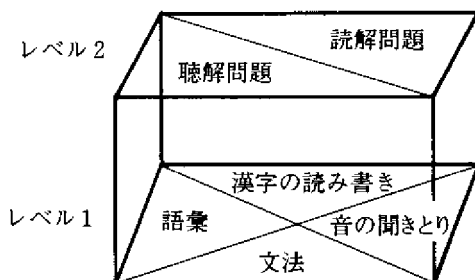 レベル2
読解問題
聴解問題
漢字の読み書き
レベル1
語彙
音の聞きとり
文法